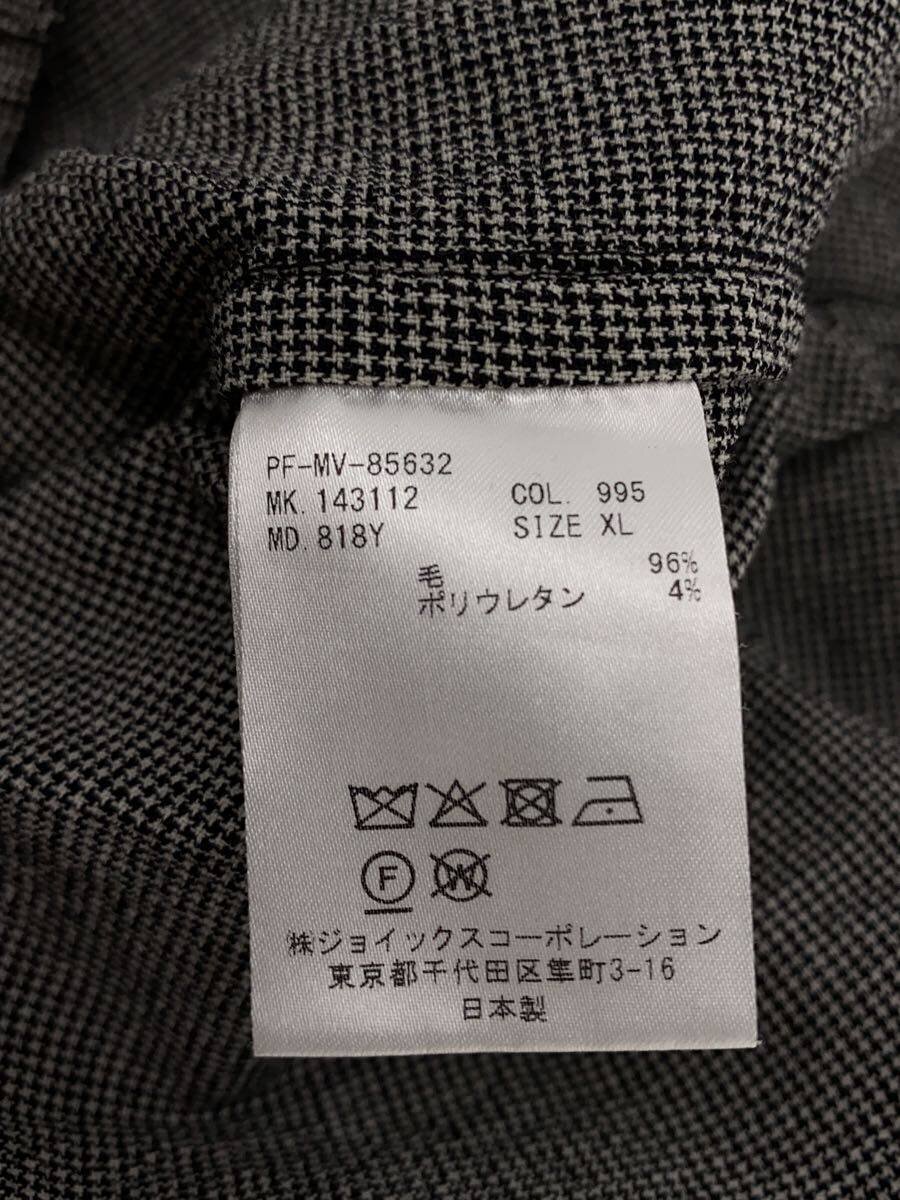 PF-MV-85632
MK.143112 COL. 995
MD.818Y SIZE XL
毛 96%
ポリウレタン 4%
F W
㈱ジョイックスコーポレーション
東京都千代田区隼町3-16
日本製